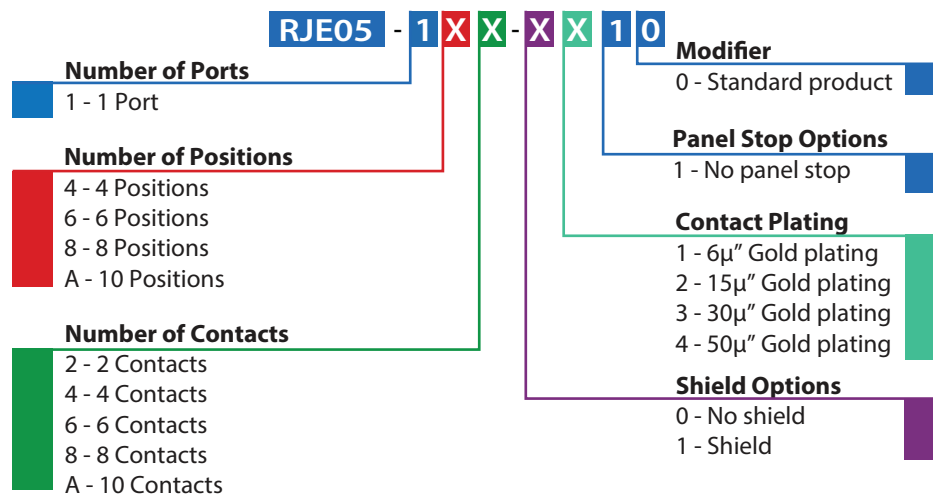 RJE05 - 1 X X - X X 1 0
Number of Ports
1 - 1 Port
Number of Positions
4 - 4 Positions
6 - 6 Positions
8 - 8 Positions
A - 10 Positions
Number of Contacts
2 - 2 Contacts
4 - 4 Contacts
6 - 6 Contacts
8 - 8 Contacts
A - 10 Contacts
Modifier
0 - Standard product
Panel Stop Options
1 - No panel stop
Contact Plating
1 - 6µ” Gold plating
2 - 15µ” Gold plating
3 - 30µ” Gold plating
4 - 50µ” Gold plating
Shield Options
0 - No shield
1 - Shield